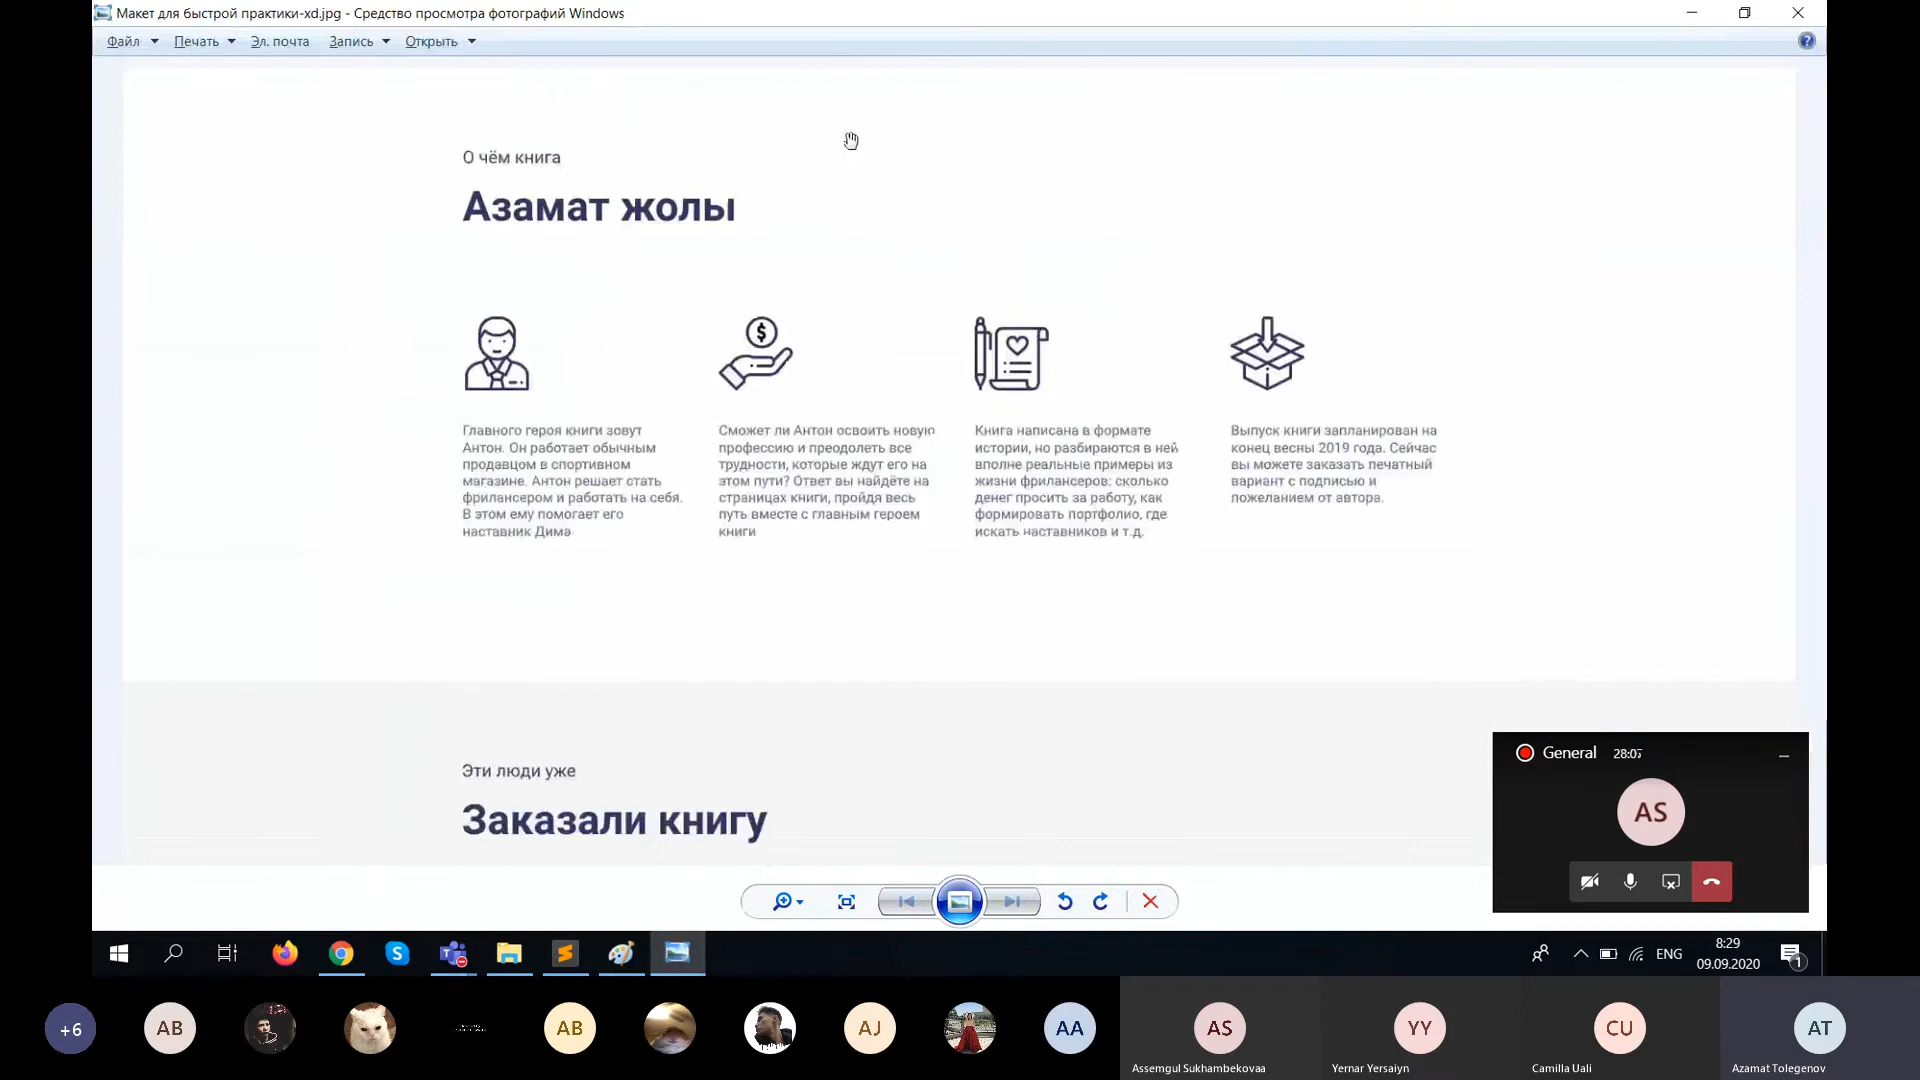 Макет для быстрой практики-xd.jpg - Средство просмотра фотографий Windows
Файл Печать Эл. почта Запись Открыть
О чём книга
Азамат жолы
Главного героя книги зовут
Антон. Он работает обычным
продавцом в спортивном
магазине. Антон решает стать
фрилансером и работать на себя.
В этом ему помогает его
наставник Дима
Сможет ли Антон освоить новую
профессию и преодолеть все
трудности, которые ждут его на
этом пути? Ответ вы найдёте на
страницах книги, пройдя весь
путь вместе с главным героем
книги
Книга написана в формате
истории, но разбираются в ней
вполне реальные примеры из
жизни фрилансеров: сколько
денег просить за работу, как
формировать портфолио, где
искать наставников и т.д.
Выпуск книги запланирован на
конец весны 2019 года. Сейчас
вы можете заказать печатный
вариант с подписью и
пожеланием от автора.
Эти люди уже
Заказали книгу
General 28:07
AS
ENG
8:29
09.09.2020
1
+6
AB
AB
AJ
AA
AS
Assemgul Sukhambekovaa
YY
Yernar Yersaiyn
CU
Camilla Uali
AT
Azamat Tolegenov